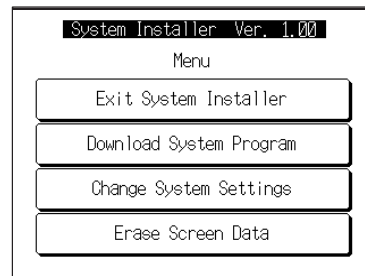 System Installer Ver. 1.00
Menu
Exit System Installer
Download System Program
Change System Settings
Erase Screen Data